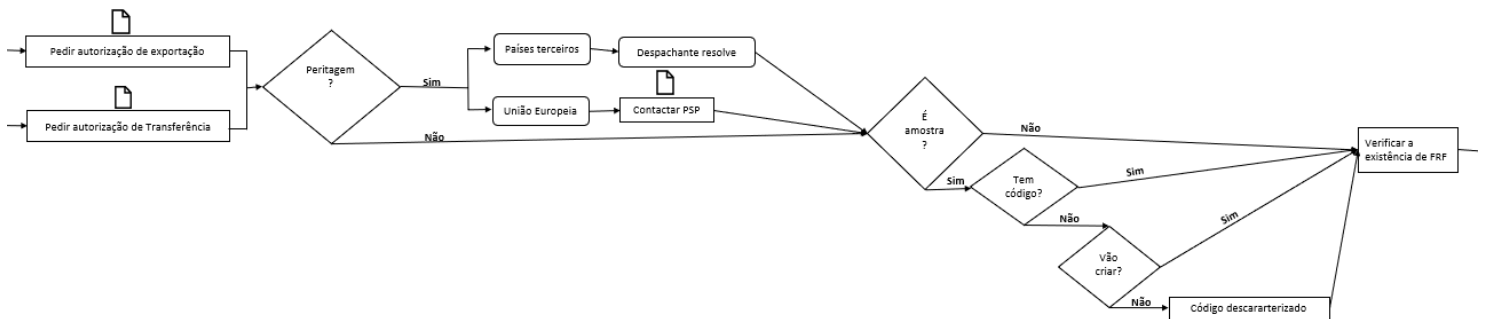 Pedir autorização de exportação
Pedir autorização de Transferência
Peritagem
?
Sim
Não
Países terceiros
Despachante resolve
União Europeia
Contactar PSP
É
amostra
?
Não
Sim
Tem
código?
Sim
Não
Vão
criar?
Sim
Não
Código descararterizado
Verificar a
existência de FRF